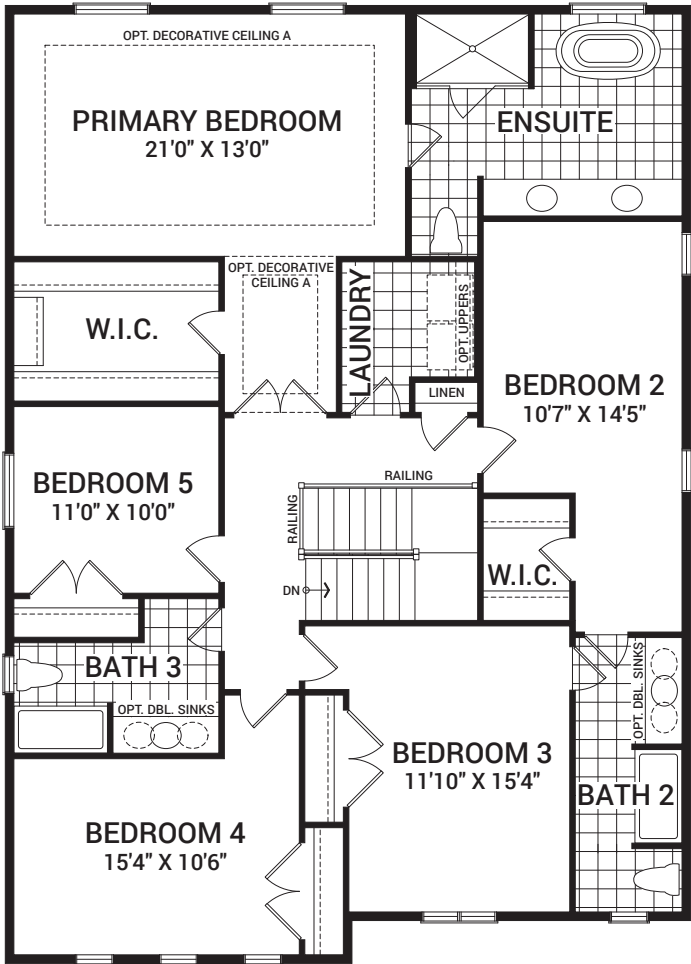 OPT. DECORATIVE CEILING A
PRIMARY BEDROOM
21'0" X 13'0"
ENSUITE
OPT. DECORATIVE
CEILING A
W.I.C.
LAUNDRY
OPT. UPPERS
LINEN
BEDROOM 2
10'7" X 14'5"
BEDROOM 5
11'0" X 10'0"
RAILING
RAILING
DN
W.I.C.
BATH 3
OPT. DBL. SINKS
OPT. DBL. SINKS
BEDROOM 3
11'10" X 15'4"
BATH 2
BEDROOM 4
15'4" X 10'6"